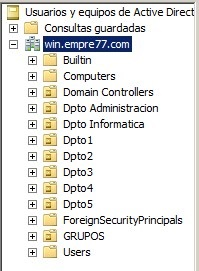 Usuarios y equipos de Active Direct
Consultas guardadas
win.empre77.com
Builtin
Computers
Domain Controllers
Dpto Administracion
Dpto Informatica
Dpto1
Dpto2
Dpto3
Dpto4
Dpto5
ForeignSecurityPrincipals
GRUPOS
Users